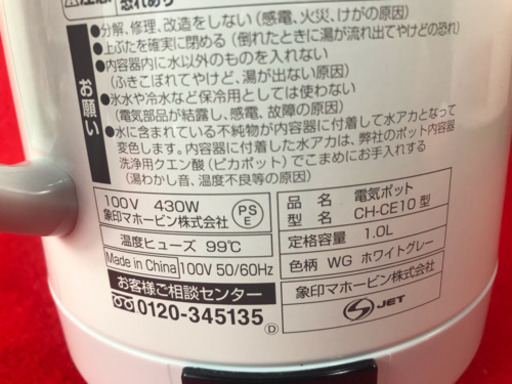 恐れあり
●分解、修理、改造をしない(感電、火災、けがの原因)
●上ぶたを確実に閉める(倒れたときに湯が流れ出てやけどの恐れ)
●内容器内に水以外のものを入れない
(ふきこぼれてやけど、湯が出ない原因)
●氷水や冷水など保冷用としては使わない
(電気部品が結露し、感電、故障の原因)
●水に含まれている不純物が内容器に付着して水アカとなって
変色します。内容器に付着した水アカは、弊社のポット内容器
洗浄用クエン酸(ピカポット)でこまめにお手入れする
(湯わかし音、温度不良等の原因)
お願い
100V 430W
象印マホービン株式会社
PS
E
温度ヒューズ 99℃
Made in China 100V 50/60Hz
お客様ご相談センター
0120-345135
D
品名 電気ポット
型名 CH-CE10型
定格容量 1.0L
色柄 WG ホワイトグレー
象印マホービン株式会社
S JET